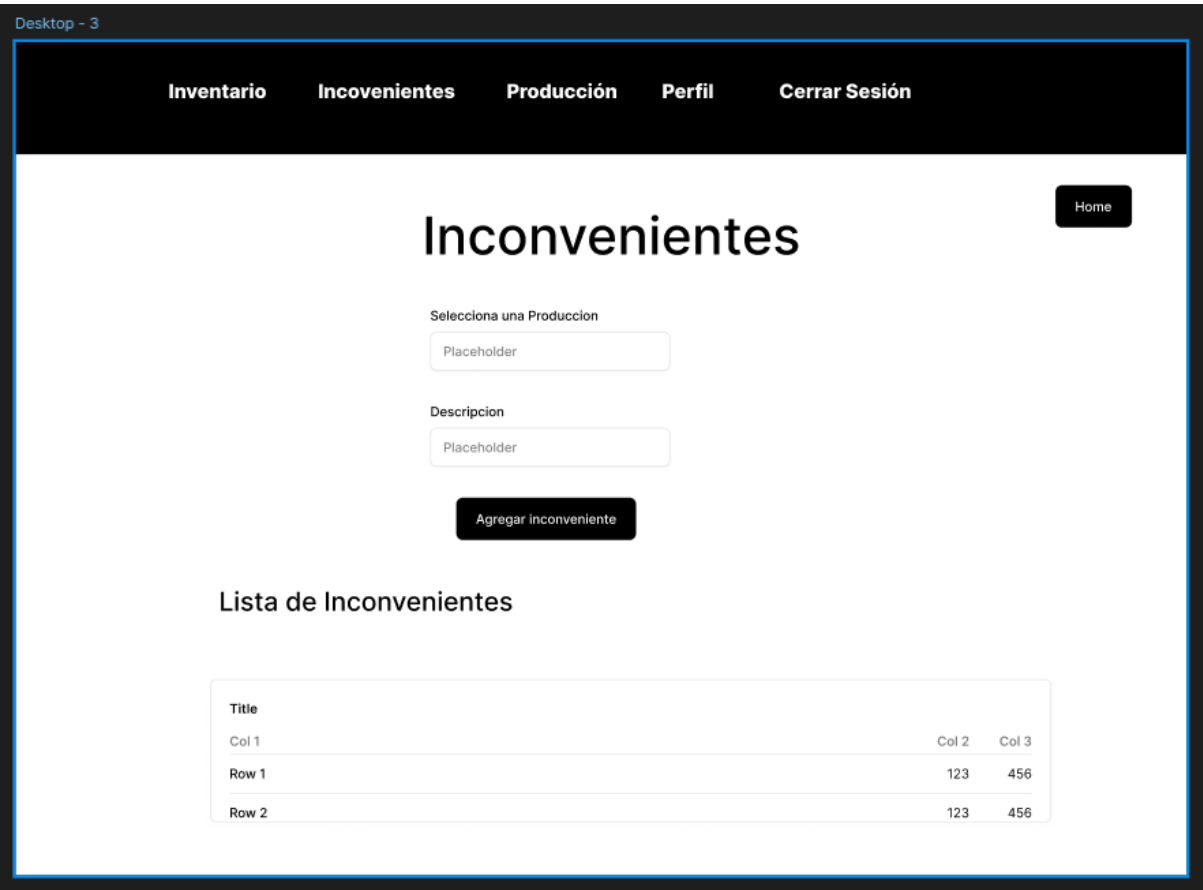 Desktop - 3
Inventario Incovenientes Producción Perfil Cerrar Sesión
Home
Inconvenientes
Selecciona una Produccion
Placeholder
Descripcion
Placeholder
Agregar inconveniente
Lista de Inconvenientes
Title
Col 1 Col 2 Col 3
Row 1 123 456
Row 2 123 456